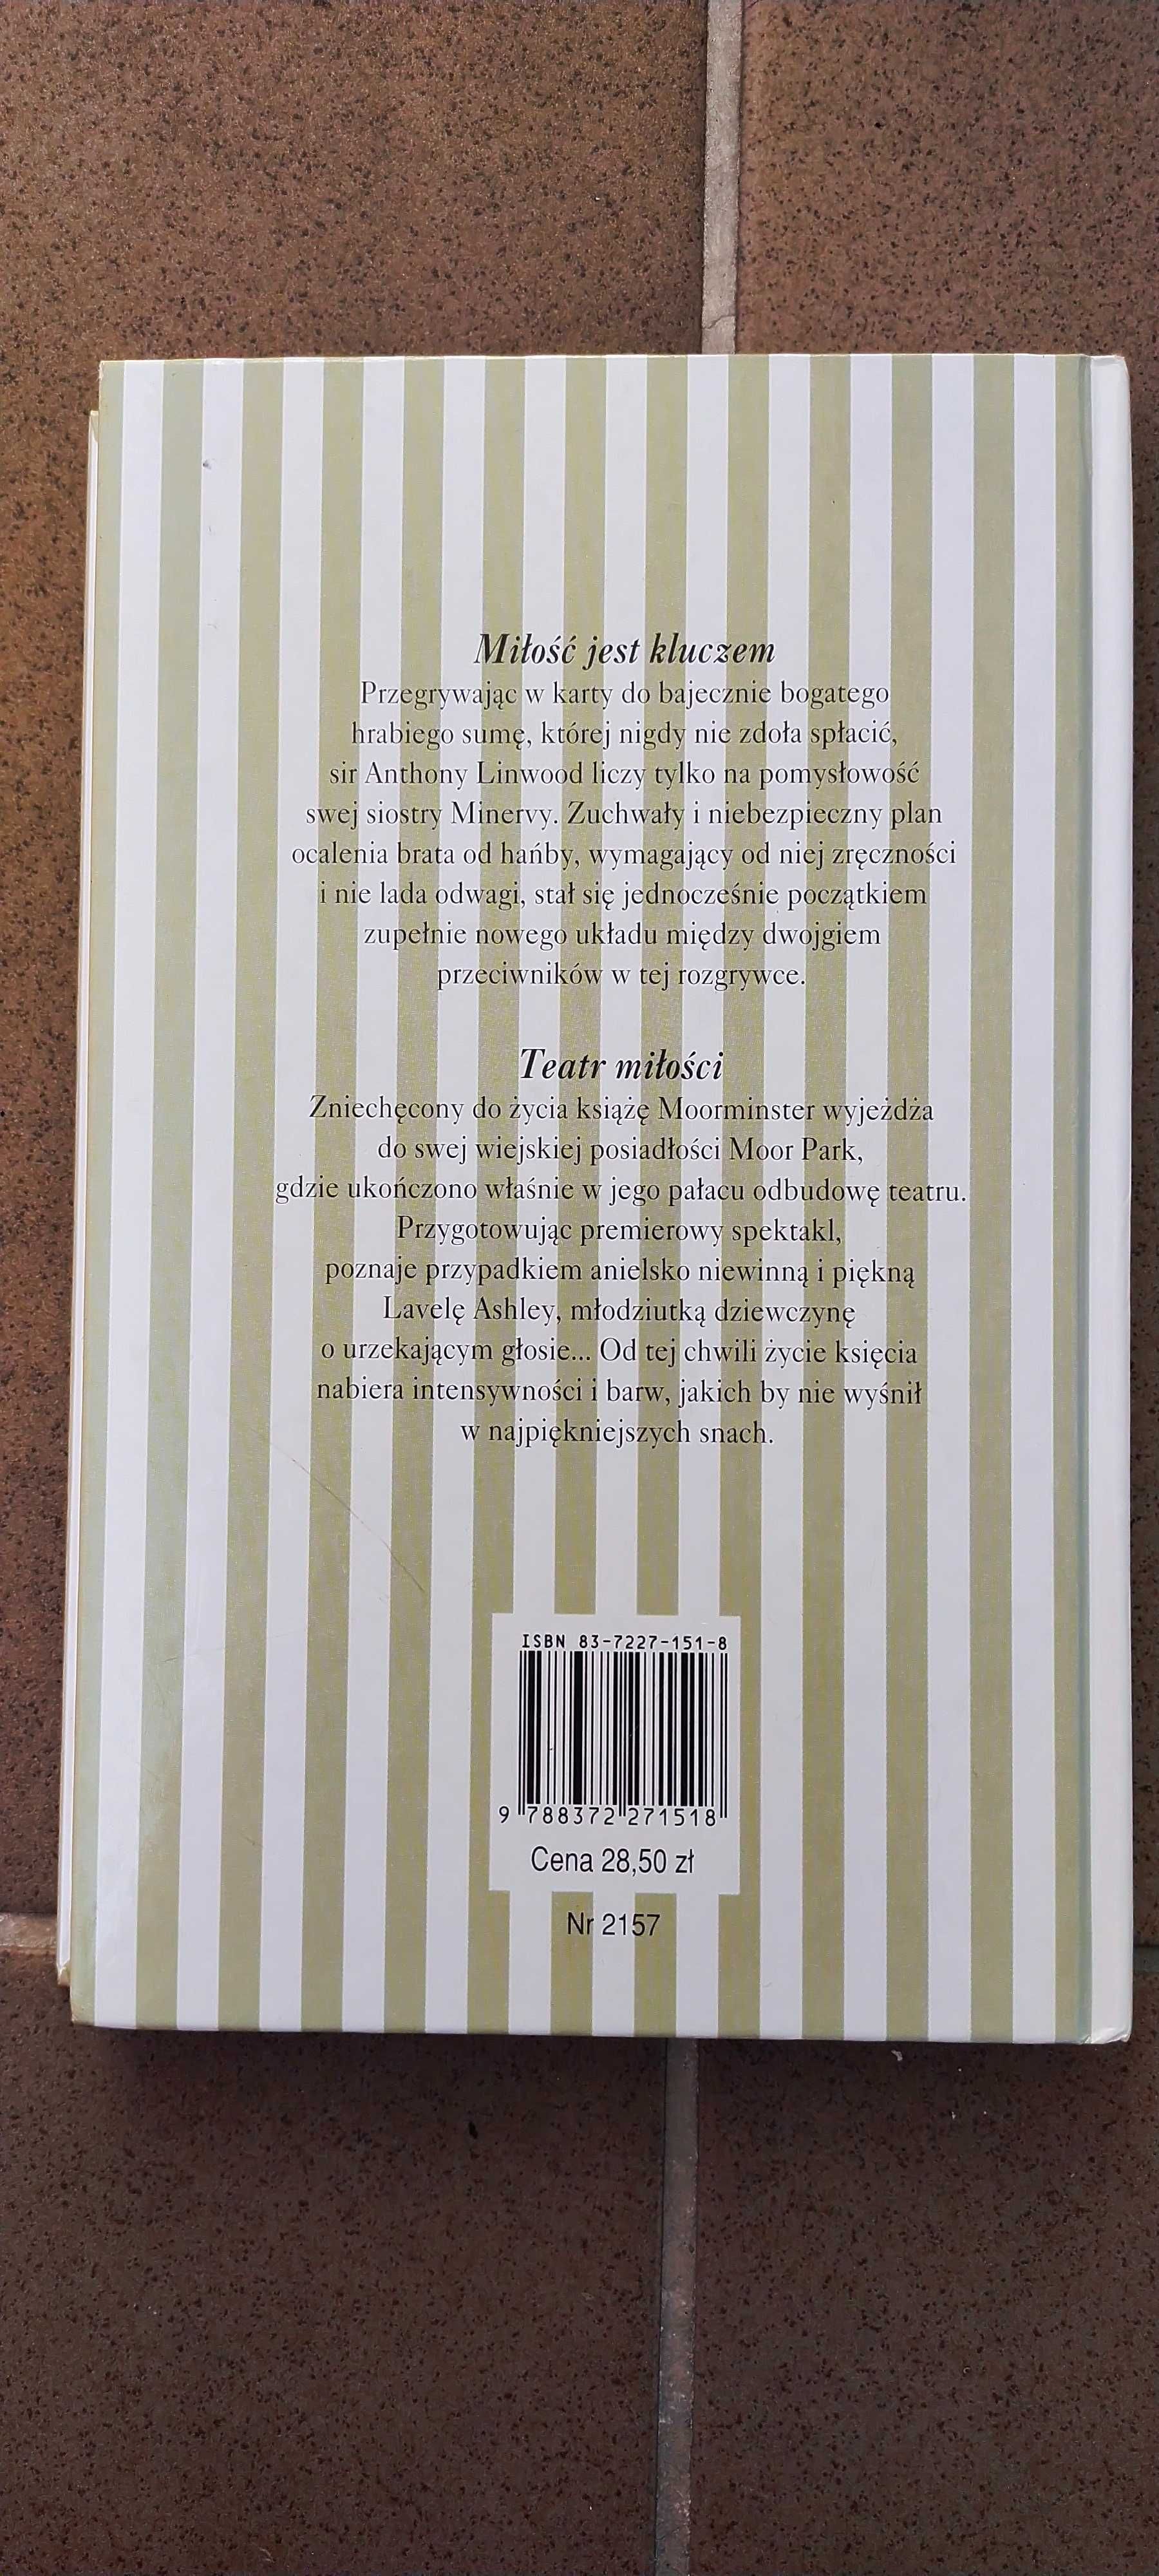 Miłość jest kluczem
Przegrywając w karty do bajecznie bogatego
hrabiego sumę, której nigdy nie zdoła spłacić,
sir Anthony Linwood liczy tylko na pomysłowość
swej siostry Minervy. Zuchwały i niebezpieczny plan
ocalenia brata od hańby, wymagający od niej zręczności
i nie lada odwagi, stał się jednocześnie początkiem
zupełnie nowego układu między dwojgiem
przeciwników w tej rozgrywce.
Teatr miłości
Zniechęcony do życia książę Moorminster wyjeżdża
do swej wiejskiej posiadłości Moor Park,
gdzie ukończono właśnie w jego pałacu odbudowę teatru.
Przygotowując premierowy spektakl,
poznaje przypadkiem anielsko niewinną i piękną
Lavelę Ashley, młodziutką dziewczynę
o urzekającym głosie... Od tej chwili życie księcia
nabiera intensywności i barw, jakich by nie wyśnił
w najpiękniejszych snach.
ISBN 83-7227-151-8
9 788372 271518
Cena 28,50 zł
Nr 2157